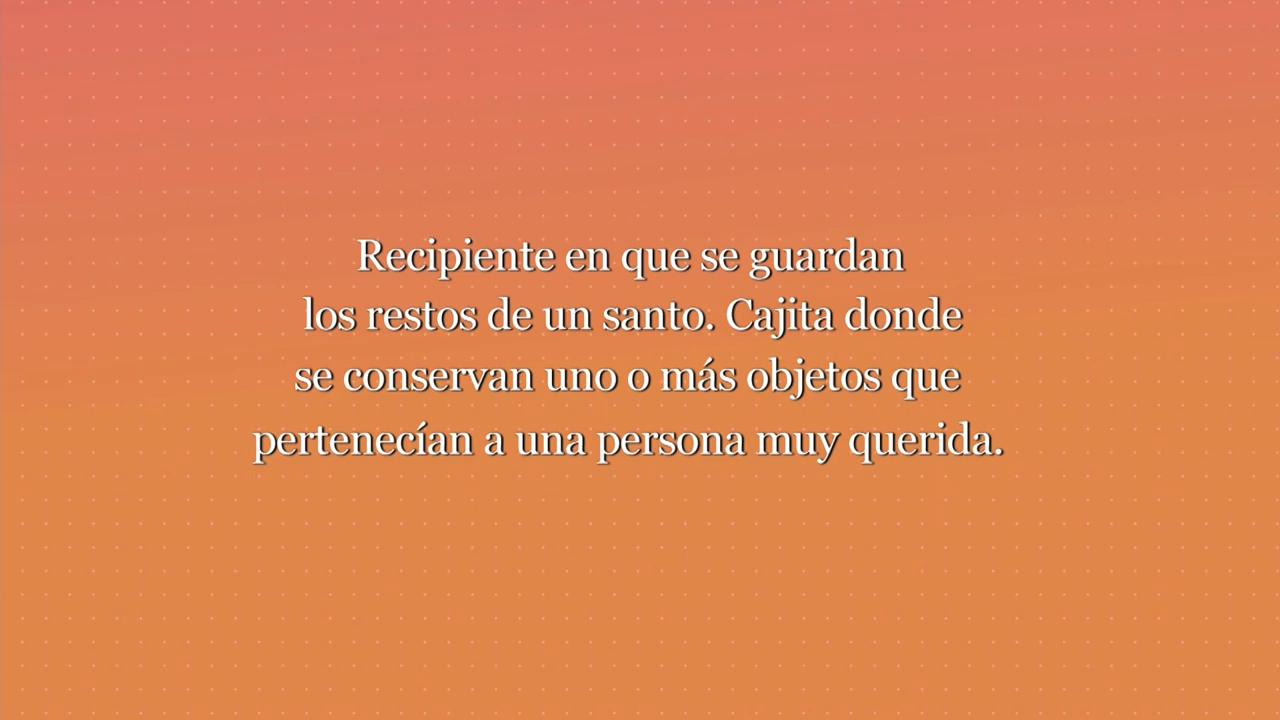 Recipiente en que se guardan
los restos de un santo. Cajita donde
se conservan uno o más objetos que
pertenecían a una persona muy querida.